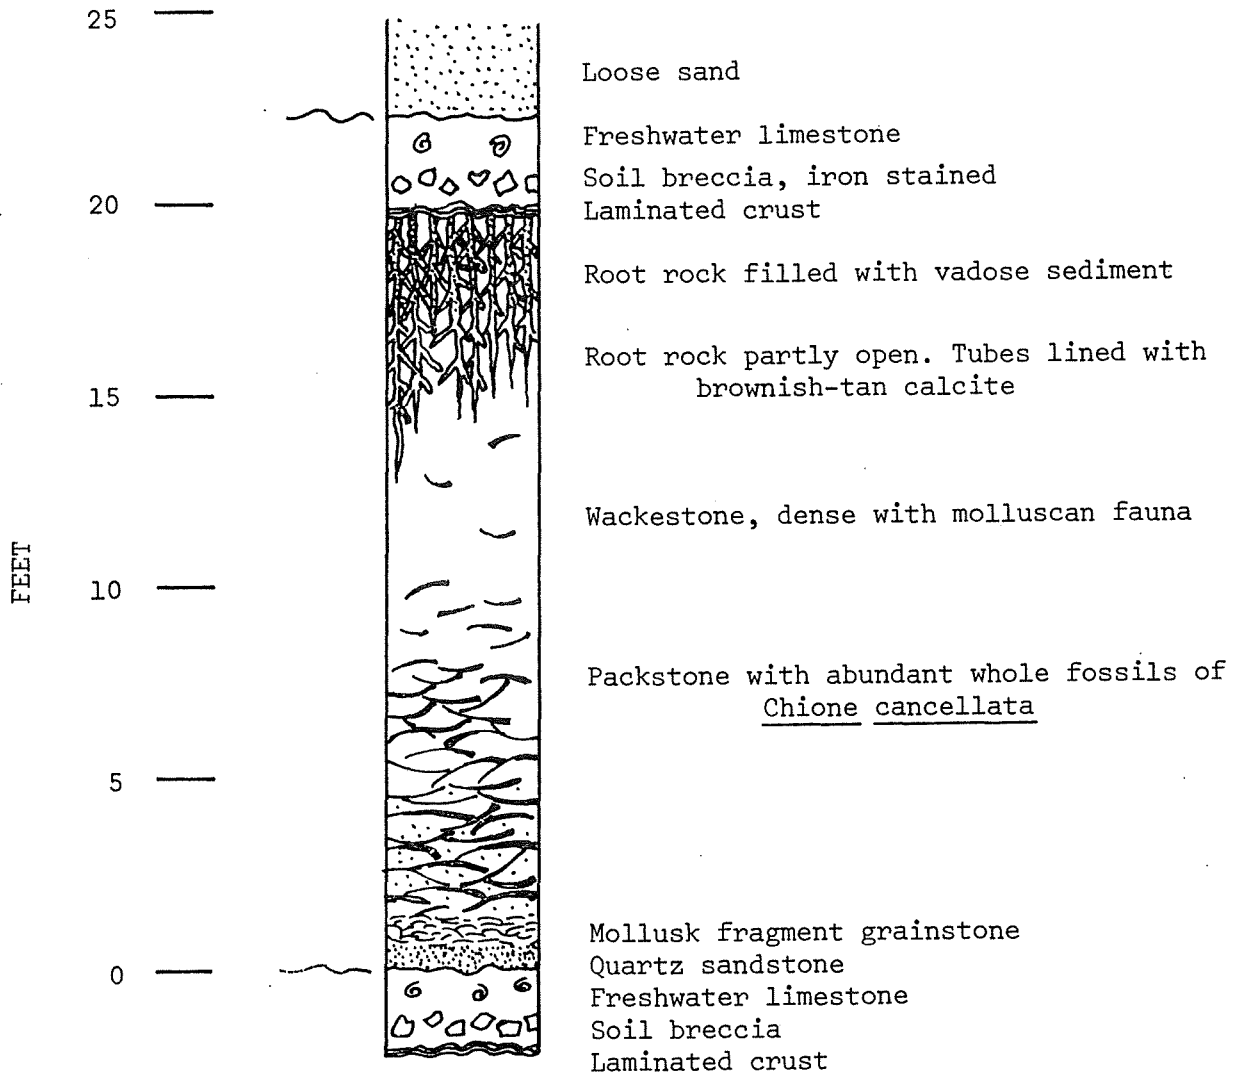 25
Loose sand
Freshwater limestone
Soil breccia, iron stained
20
Laminated crust
Root rock filled with vadose sediment
Root rock partly open. Tubes lined with
brownish-tan calcite
15
Wackestone, dense with molluscan fauna
FEET
10
Packstone with abundant whole fossils of
Chione cancellata
5
Mollusk fragment grainstone
Quartz sandstone
0
Freshwater limestone
Soil breccia
Laminated crust